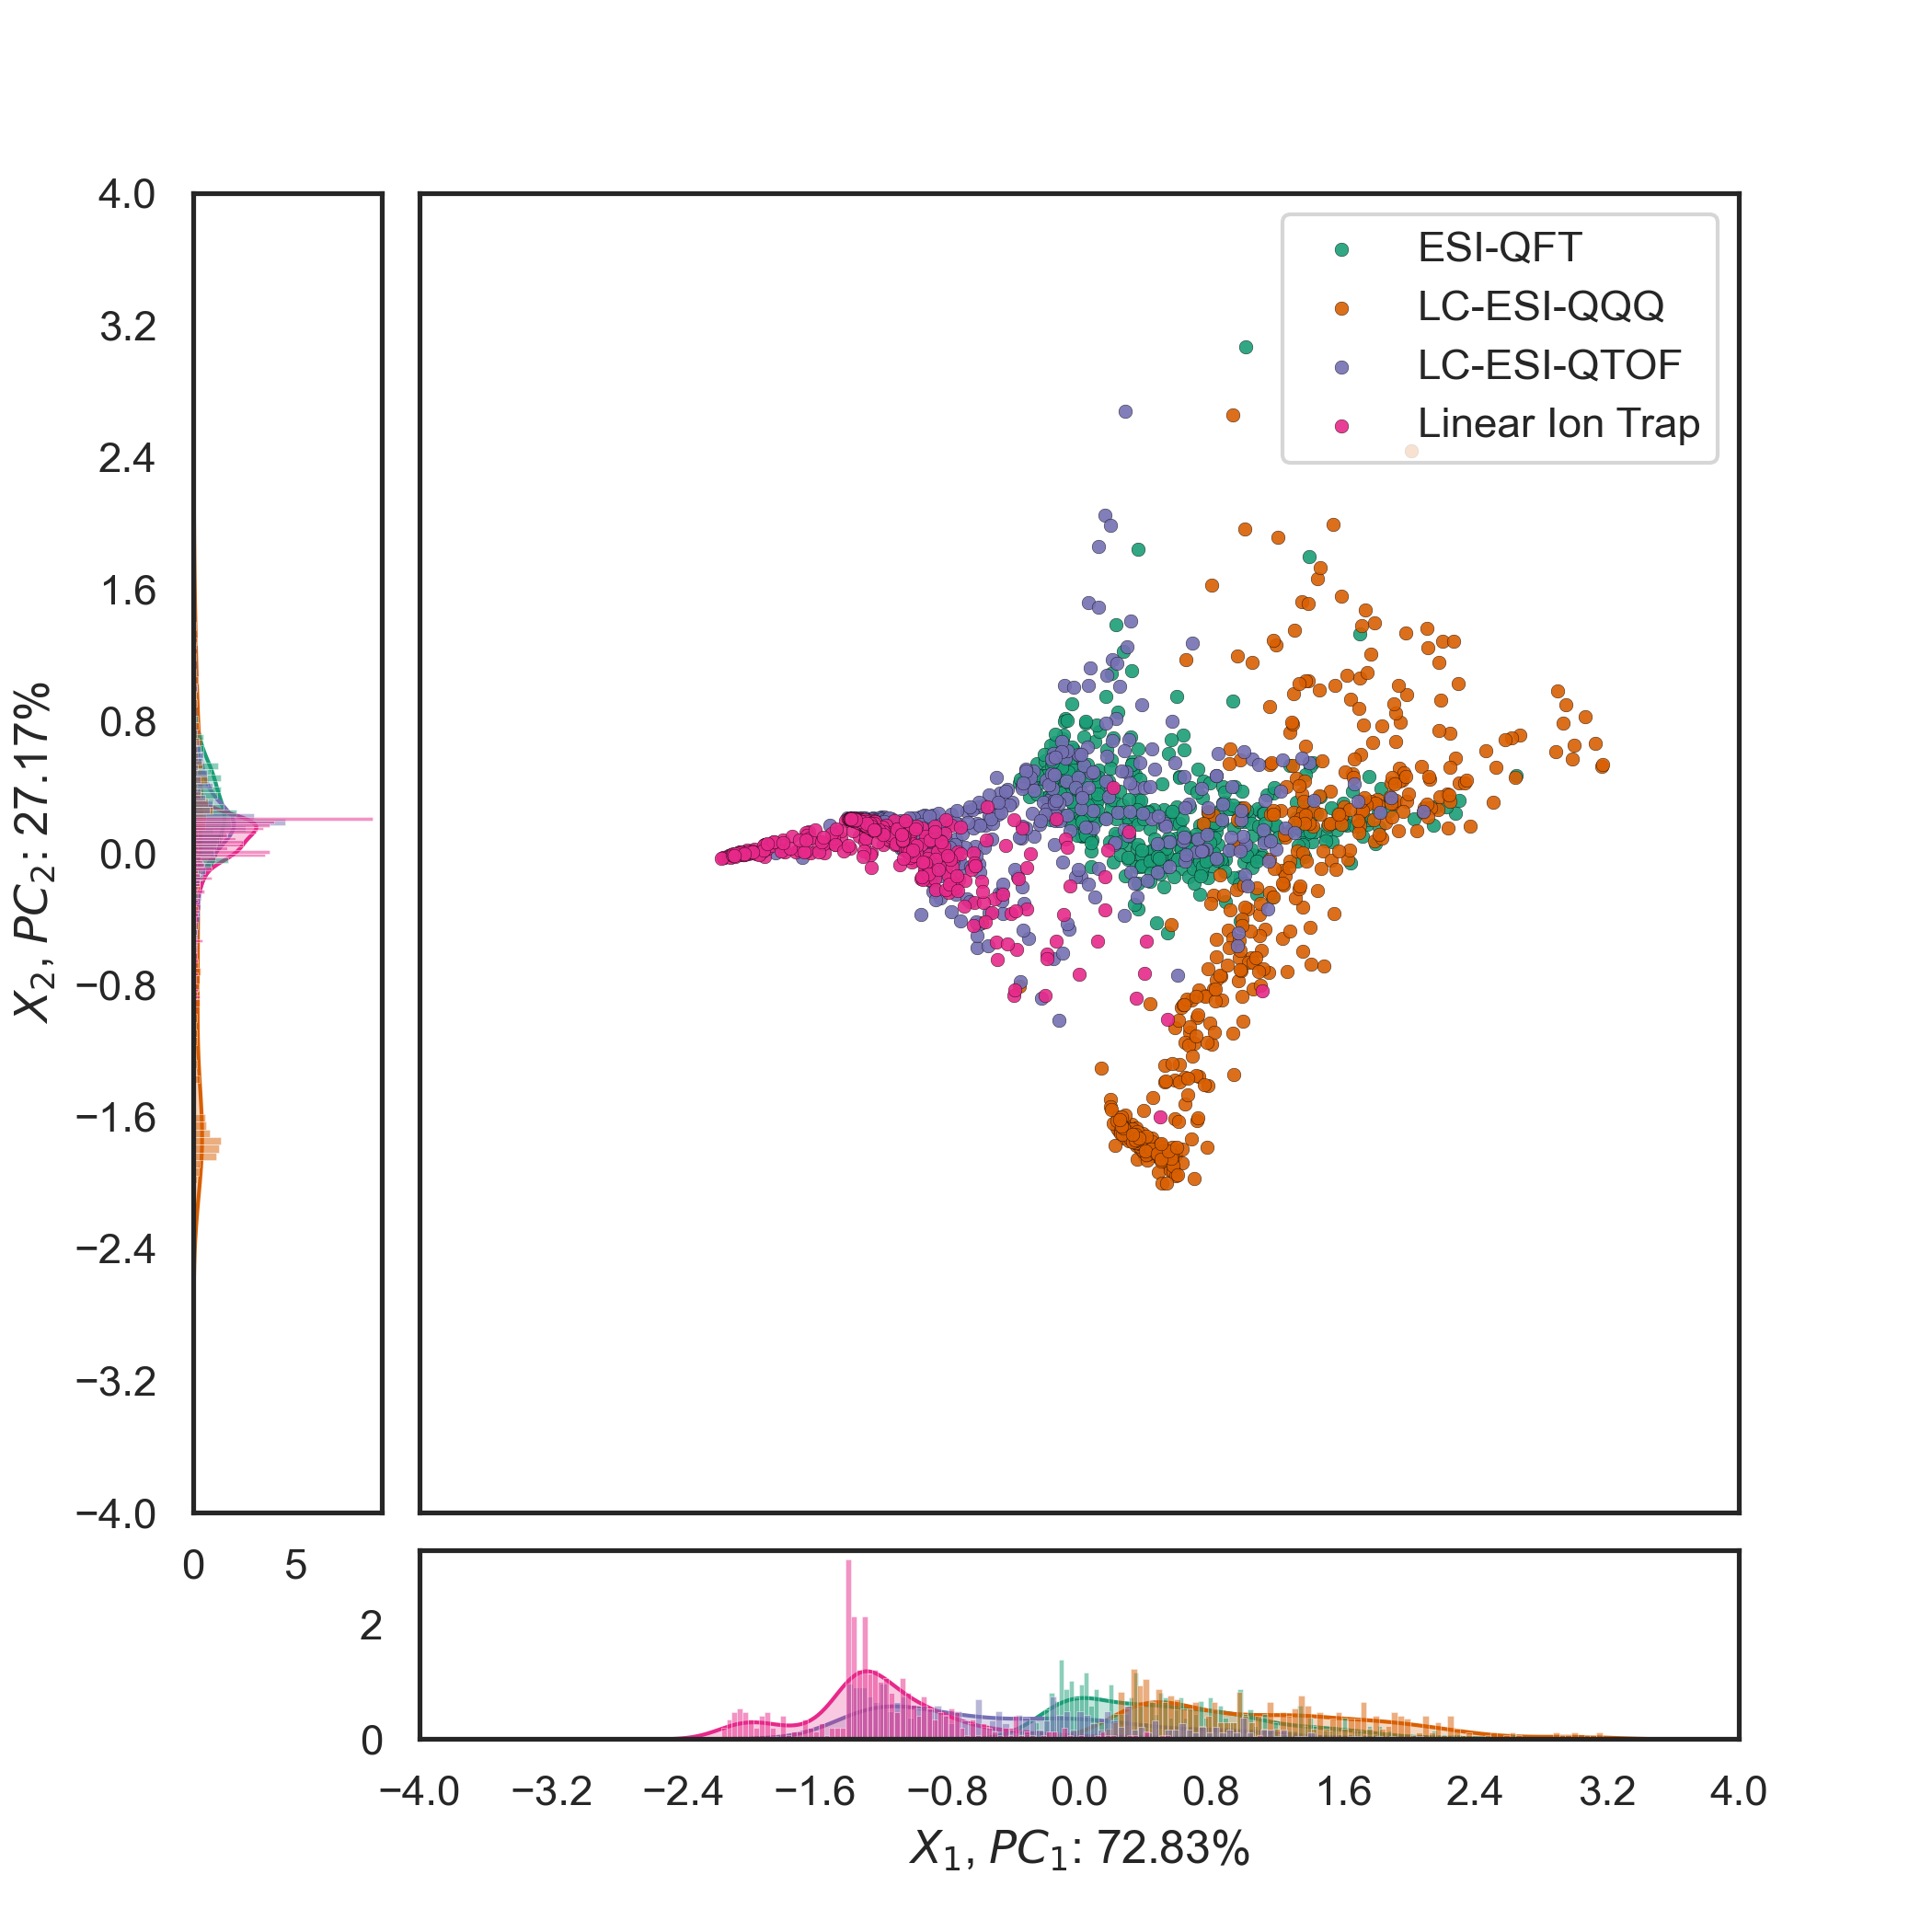 4.0
3.2
2.4
1.6
0.8
0.0
−0.8
−1.6
−2.4
−3.2
−4.0
X2, PC2: 27.17%
0 5
ESI-QFT
LC-ESI-QQQ
LC-ESI-QTOF
Linear Ion Trap
2
0
−4.0 −3.2 −2.4 −1.6 −0.8 0.0 0.8 1.6 2.4 3.2 4.0
X1, PC1: 72.83%